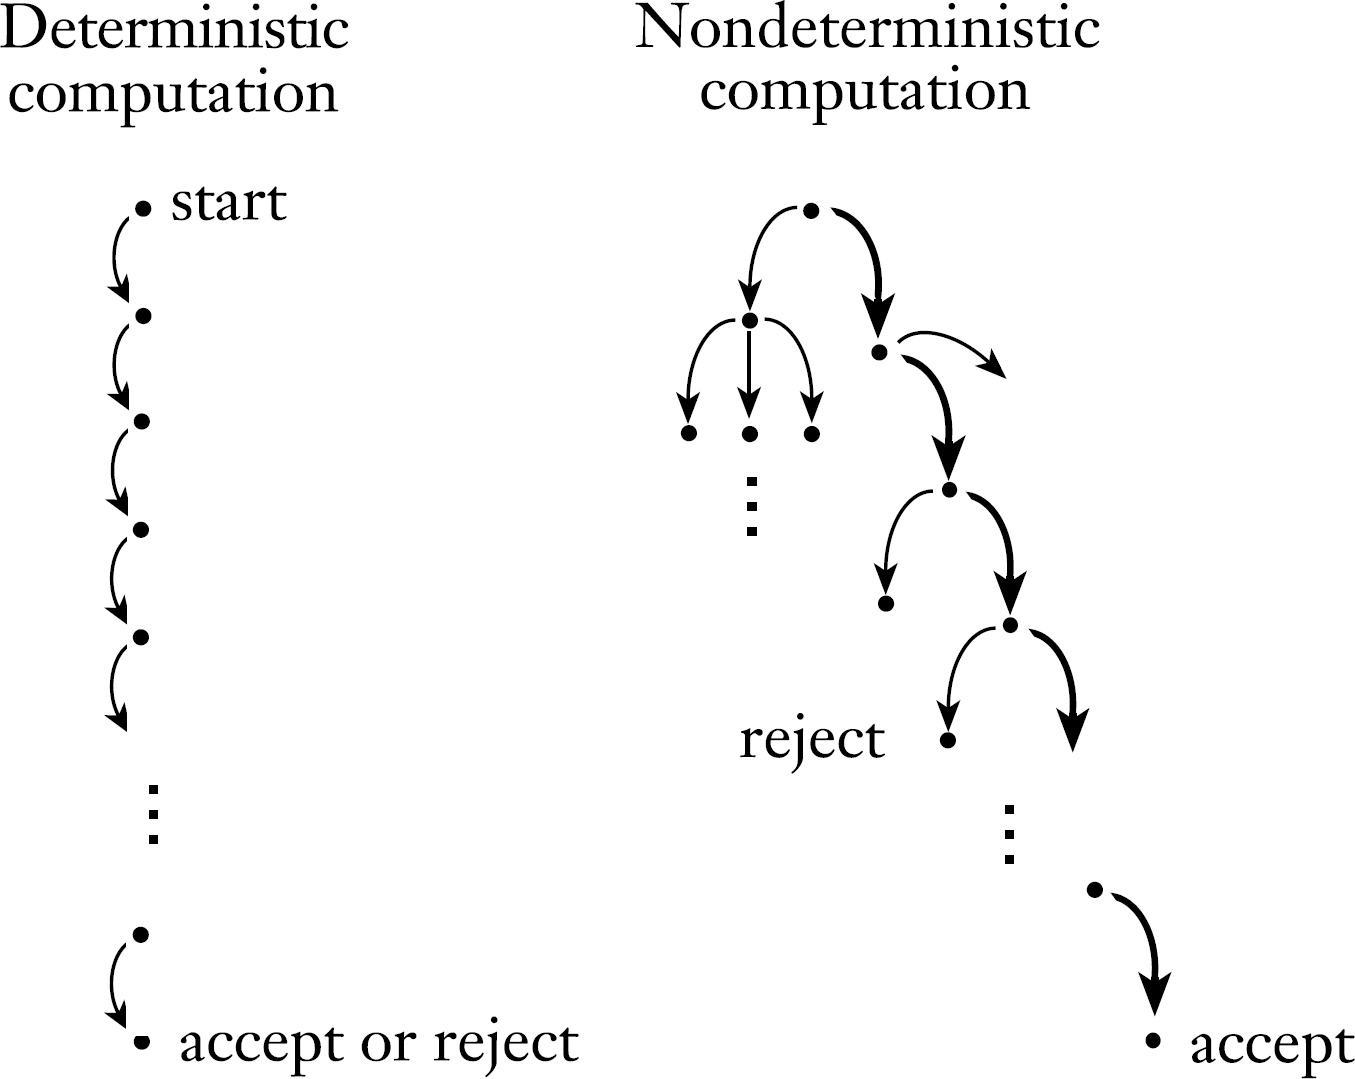 Deterministic
computation
Nondeterministic
computation
start
reject
accept or reject
accept